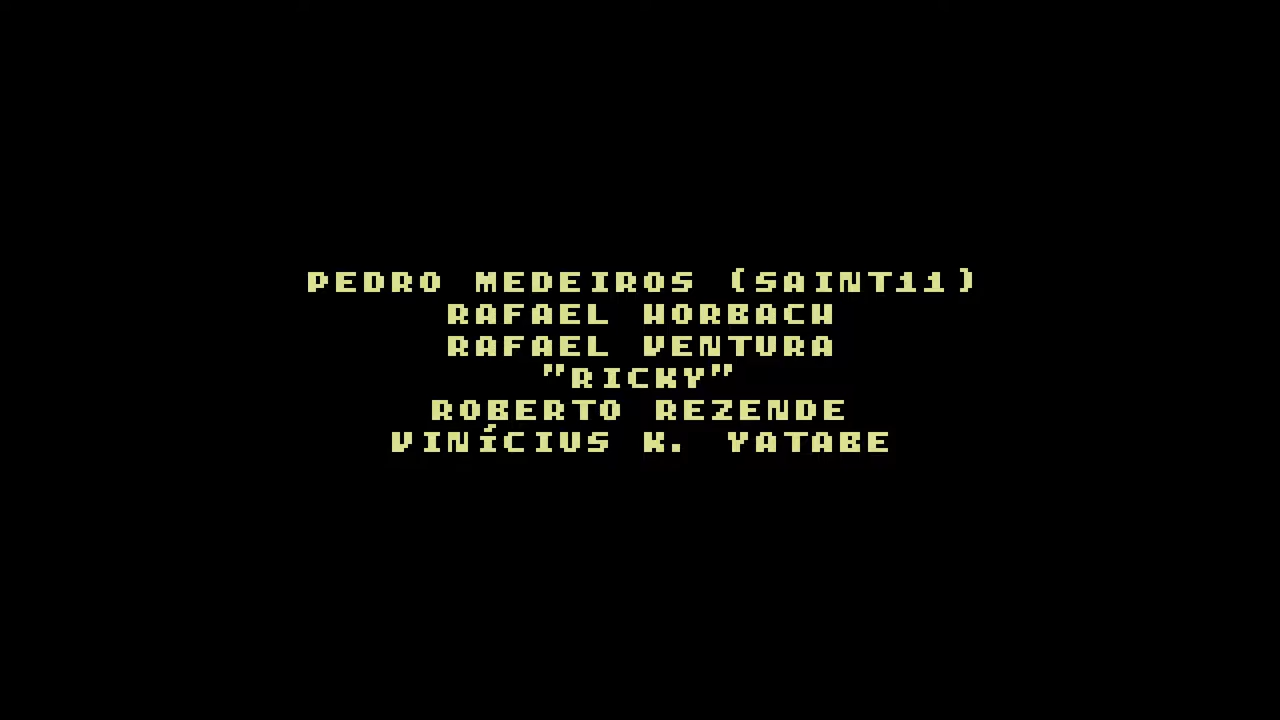 PEDRO MEDEIROS (SAINT11)
RAFAEL HORBACH
RAFAEL VENTURA
"RICKY"
ROBERTO REZENDE
VINÍCIUS K. YATABE